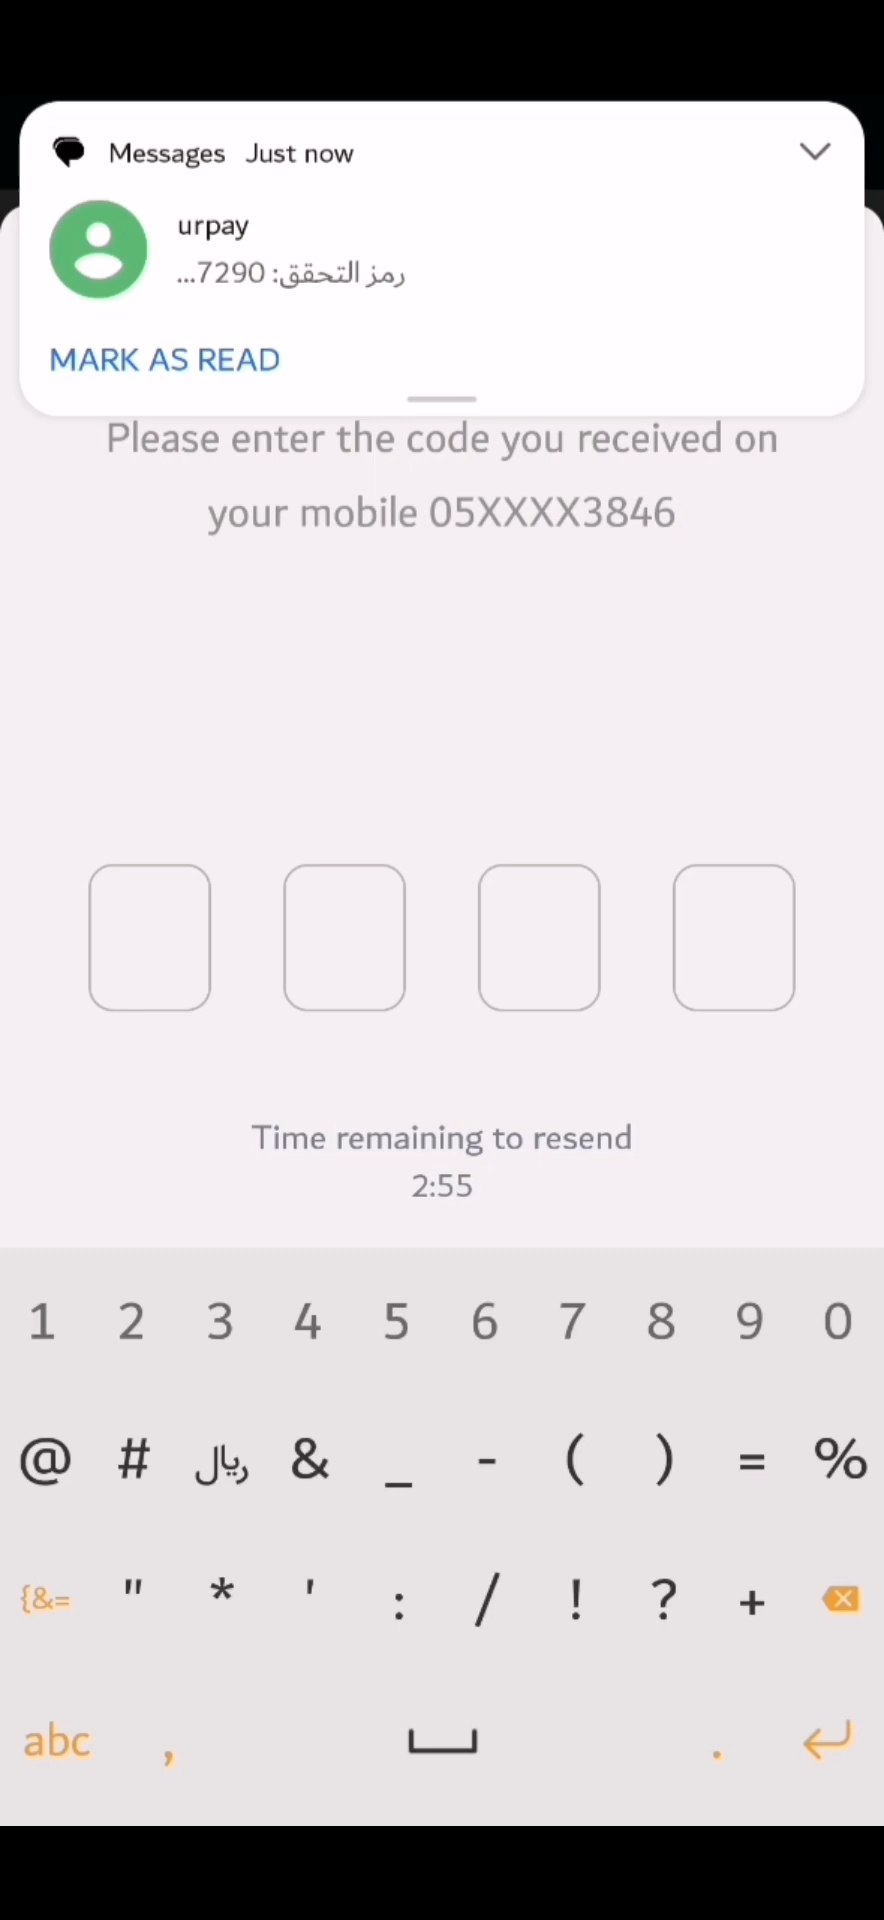 Messages Just now
urpay
رمز التحقق: 7290...
MARK AS READ
Please enter the code you received on
your mobile 05XXXX3846
Time remaining to resend
2:55
1 2 3 4 5 6 7 8 9 0
@ # ریال & _ - ( ) = %
{&= " * ' : / ! ? +
abc , .